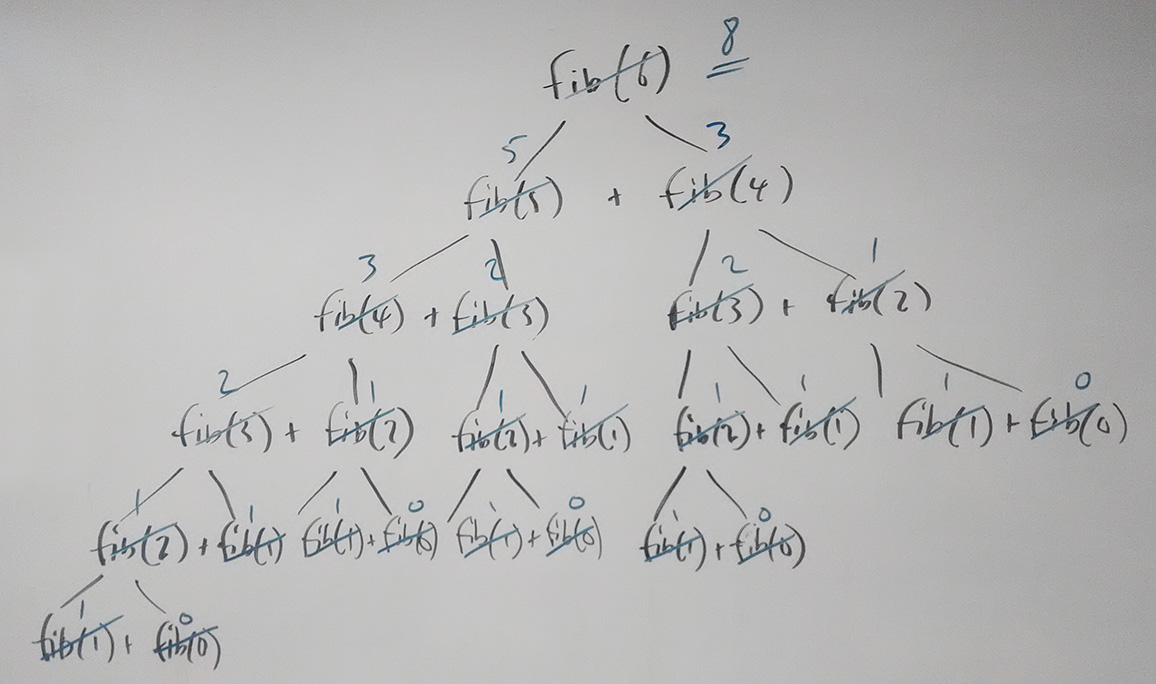 fib(6) 8
5 3
fib(5) + fib(4)
3 2 2 1
fib(4) + fib(3) fib(3) + fib(2)
2 1 1 1 1 1 1 0
fib(3) + fib(2) fib(2) + fib(1) fib(2) + fib(1) fib(1) + fib(0)
1 1 1 0 1 0 1 0
fib(2) + fib(1) fib(1) + fib(0) fib(1) + fib(0) fib(1) + fib(0)
1 0
fib(1) + fib(0)